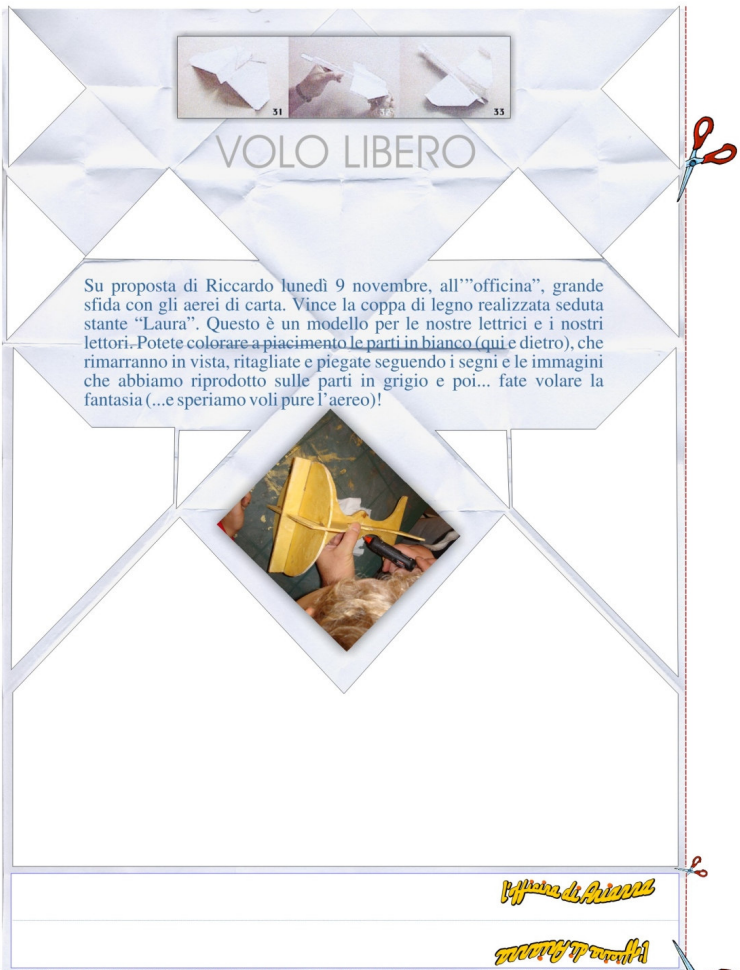 31
32
33
VOLO LIBERO
Su proposta di Riccardo lunedì 9 novembre, all'”officina”, grande
sfida con gli aerei di carta. Vince la coppa di legno realizzata seduta
stante “Laura”. Questo è un modello per le nostre lettrici e i nostri
lettori. Potete colorare a piacimento le parti in bianco (qui e dietro), che
rimarranno in vista, ritagliate e piegate seguendo i segni e le immagini
che abbiamo riprodotto sulle parti in grigio e poi... fate volare la
fantasia (...e speriamo voli pure l’aereo)!
l'officina di Arianna
l'officina di Arianna